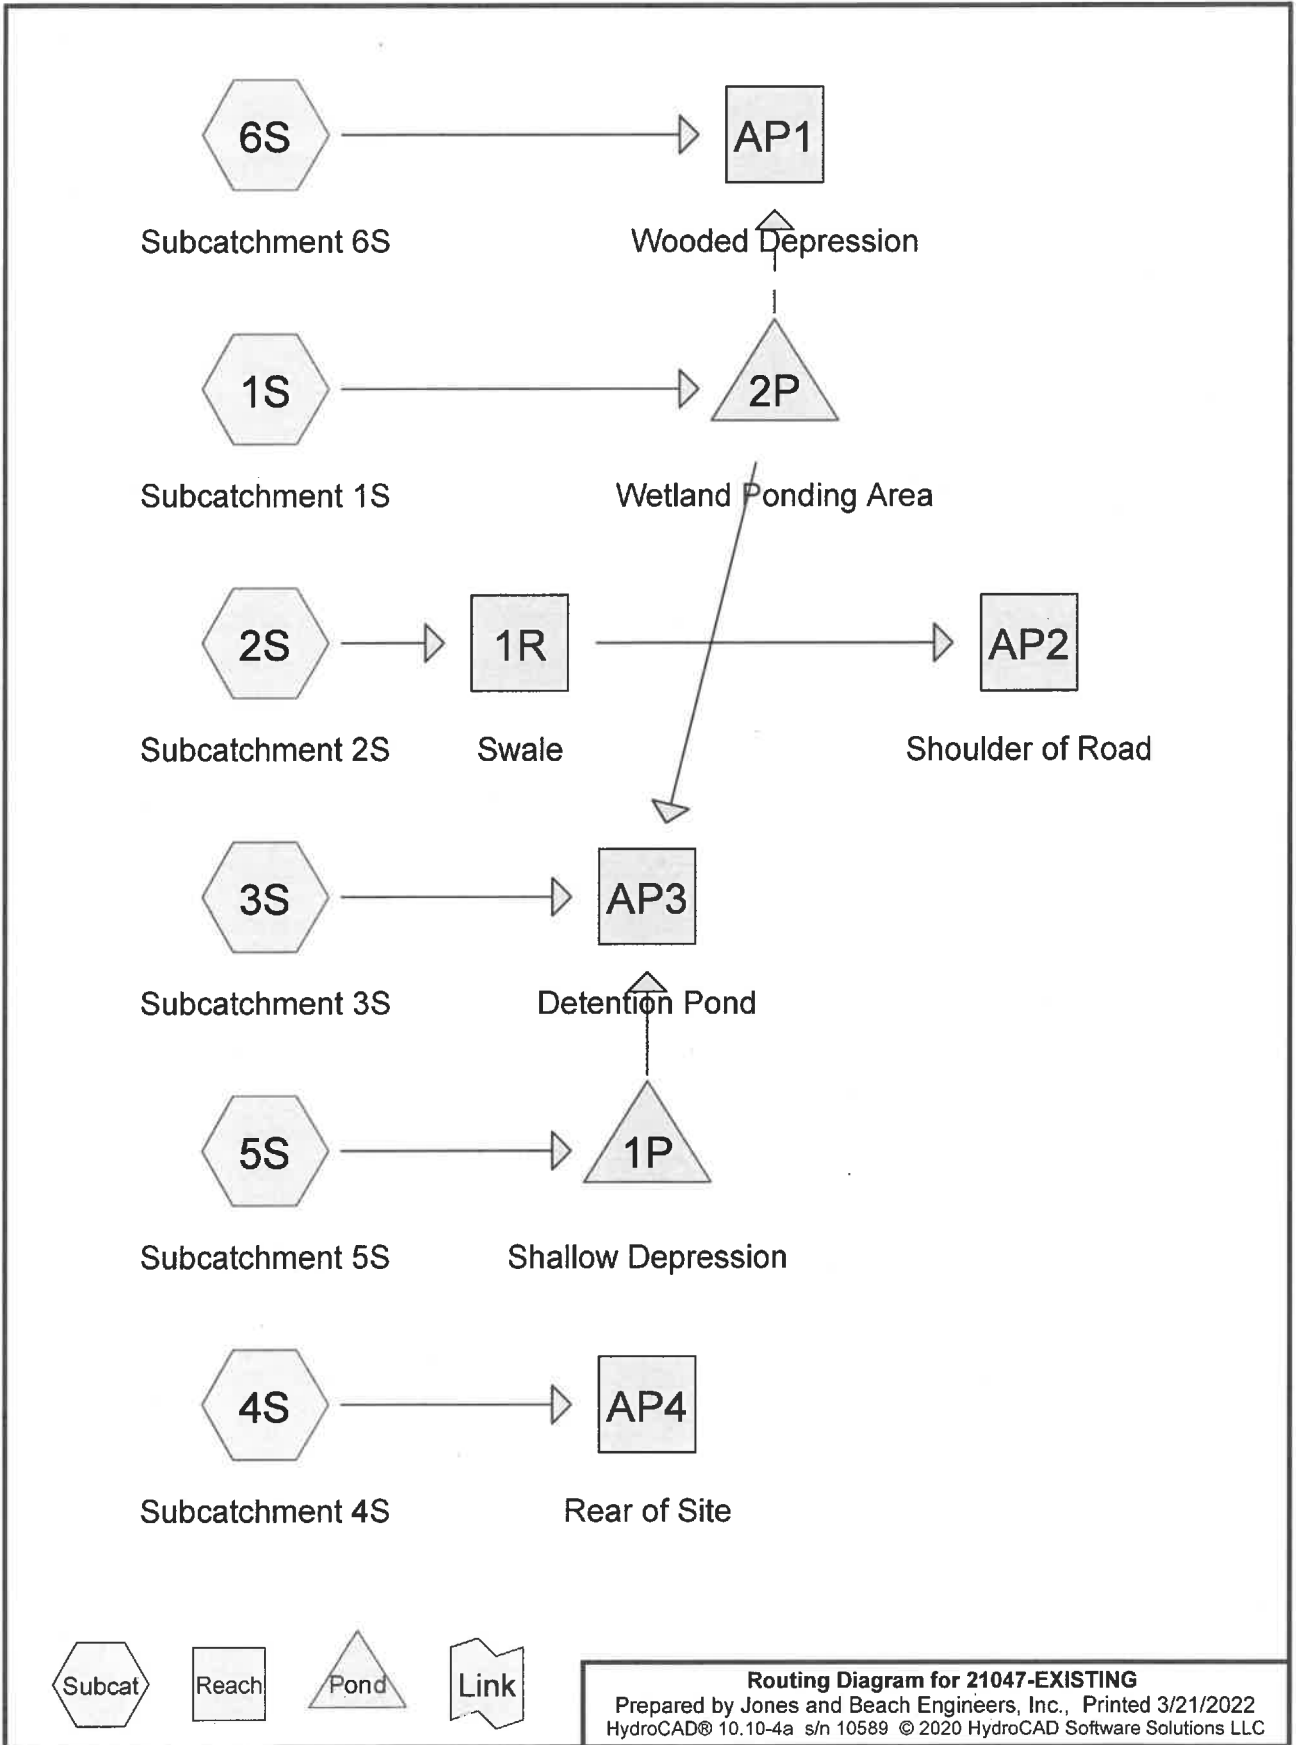 6S
AP1
Subcatchment 6S
Wooded Depression
1S
2P
Subcatchment 1S
Wetland Ponding Area
2S
1R
AP2
Subcatchment 2S
Swale
Shoulder of Road
3S
AP3
Subcatchment 3S
Detention Pond
5S
1P
Subcatchment 5S
Shallow Depression
4S
AP4
Subcatchment 4S
Rear of Site
Subcat
Reach
Pond
Link
Routing Diagram for 21047-EXISTING
Prepared by Jones and Beach Engineers, Inc., Printed 3/21/2022
HydroCAD® 10.10-4a s/n 10589 © 2020 HydroCAD Software Solutions LLC